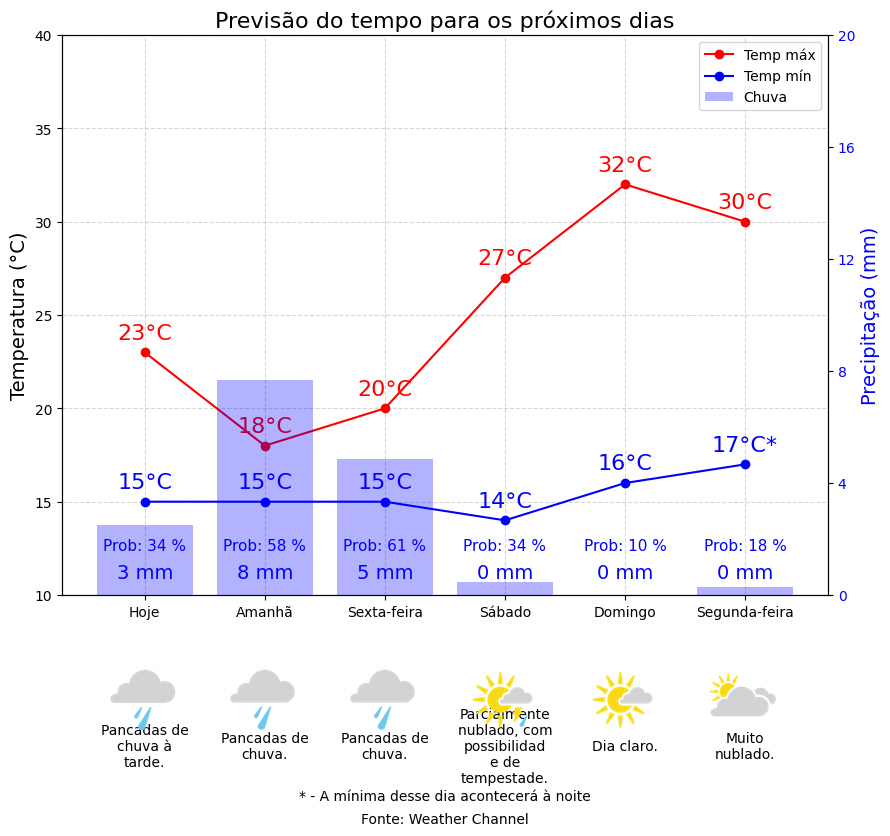 Previsão do tempo para os próximos dias
Temp máx
Temp mín
Chuva
Temperatura (°C)
40
35
30
25
20
15
10
Precipitação (mm)
20
16
12
8
4
0
23°C
18°C
20°C
27°C
32°C
30°C
15°C
15°C
15°C
14°C
16°C
17°C*
Prob: 34 %
Prob: 58 %
Prob: 61 %
Prob: 34 %
Prob: 10 %
Prob: 18 %
3 mm
8 mm
5 mm
0 mm
0 mm
0 mm
Hoje
Amanhã
Sexta-feira
Sábado
Domingo
Segunda-feira
Pancadas de
chuva à
tarde.
Pancadas de
chuva.
Pancadas de
chuva.
Parcialmente
nublado, com
possibilidad
e de
tempestade.
Dia claro.
Muito
nublado.
* - A mínima desse dia acontecerá à noite
Fonte: Weather Channel